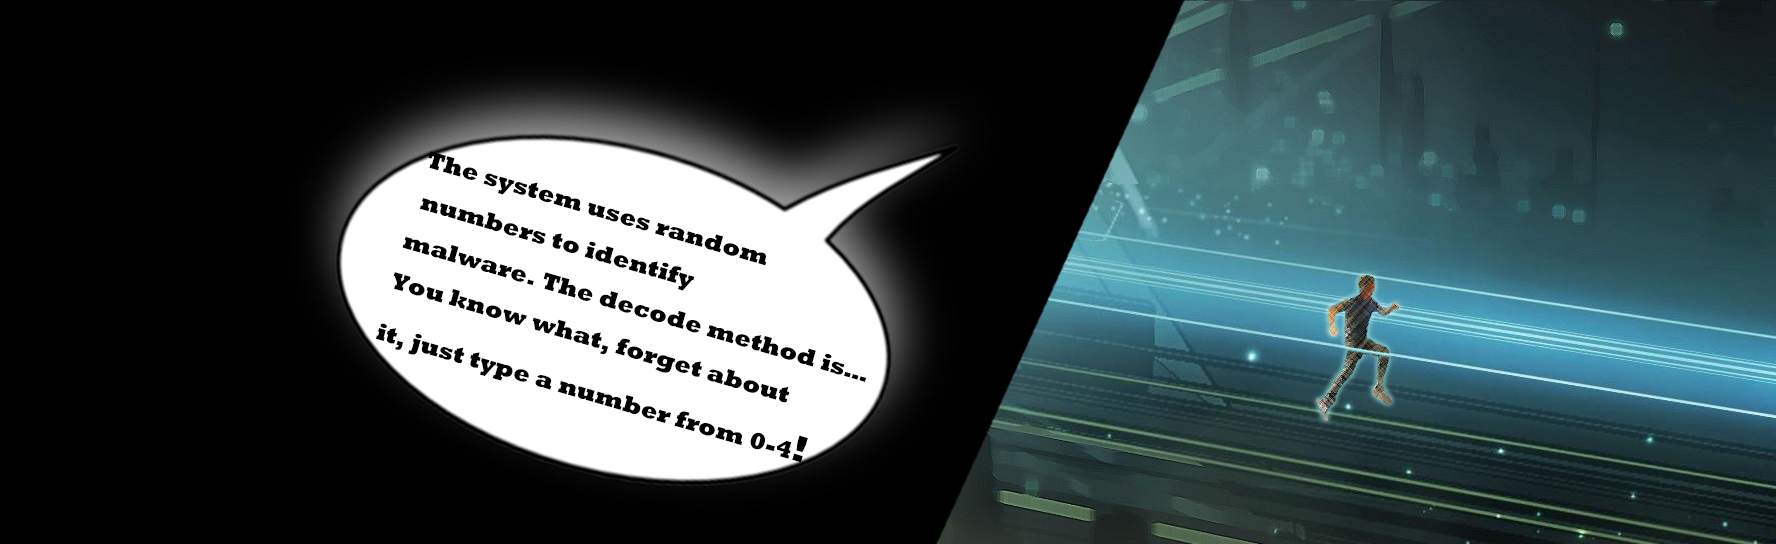 The system uses random
numbers to identify
malware. The decode method is...
You know what, forget about
it, just type a number from 0-4!